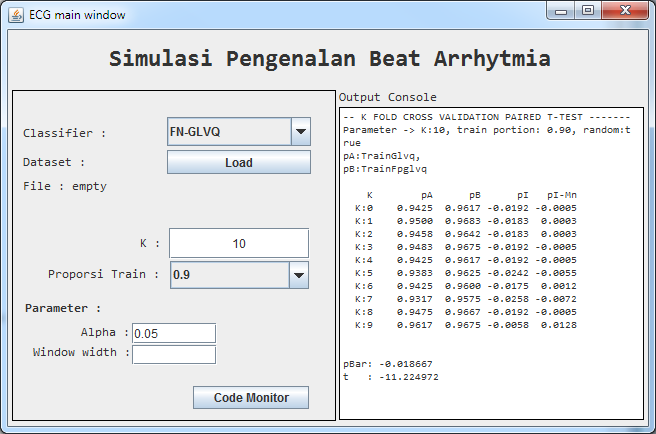 ECG main window
Simulasi Pengenalan Beat Arrhytmia
Classifier :
FN-GLVQ
Dataset :
Load
File : empty
K :
10
Proporsi Train :
0.9
Parameter :
Alpha :
0.05
Window width :
Code Monitor
Output Console
-- K FOLD CROSS VALIDATION PAIRED T-TEST -------
Parameter -> K:10, train portion: 0.90, random:t
rue
pA:TrainGlvq,
pB:TrainFpglvq
K pA pB pI pI-Mn
K:0 0.9425 0.9617 -0.0192 -0.0005
K:1 0.9500 0.9683 -0.0183 0.0003
K:2 0.9458 0.9642 -0.0183 0.0003
K:3 0.9483 0.9675 -0.0192 -0.0005
K:4 0.9425 0.9617 -0.0192 -0.0005
K:5 0.9383 0.9625 -0.0242 -0.0055
K:6 0.9425 0.9600 -0.0175 0.0012
K:7 0.9317 0.9575 -0.0258 -0.0072
K:8 0.9475 0.9667 -0.0192 -0.0005
K:9 0.9617 0.9675 -0.0058 0.0128
pBar: -0.018667
t : -11.224972